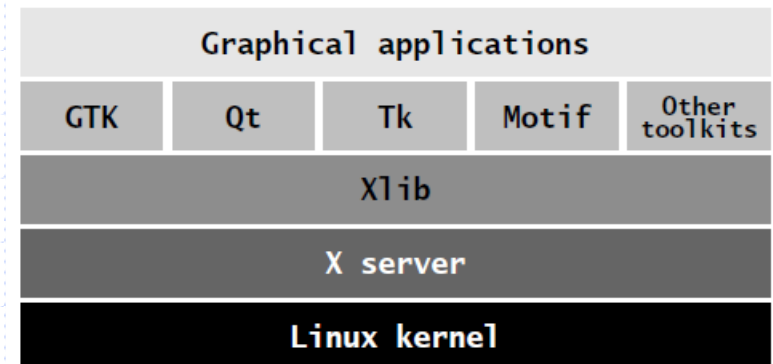 Graphical applications
GTK
Qt
Tk
Motif
Other
toolkits
Xlib
X server
Linux kernel